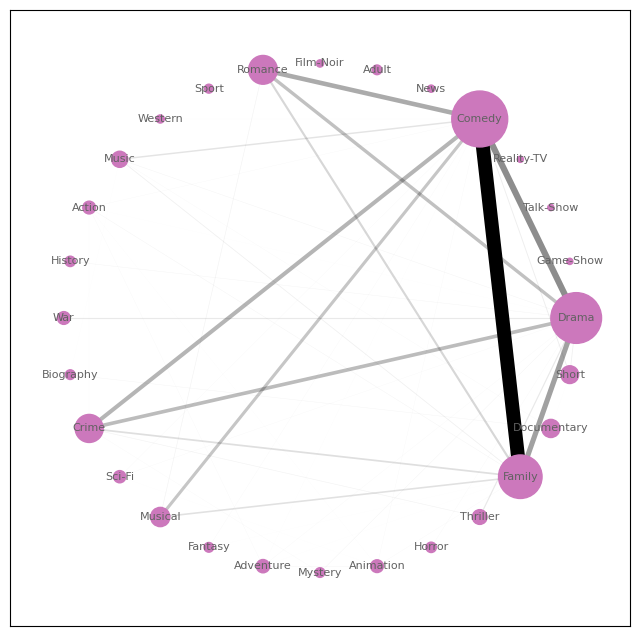 Film-Noir
Romance
Adult
Sport
News
Western
Comedy
Music
Reality-TV
Action
Talk-Show
History
Game-Show
War
Drama
Biography
Short
Crime
Documentary
Sci-Fi
Family
Musical
Thriller
Fantasy
Horror
Adventure
Animation
Mystery